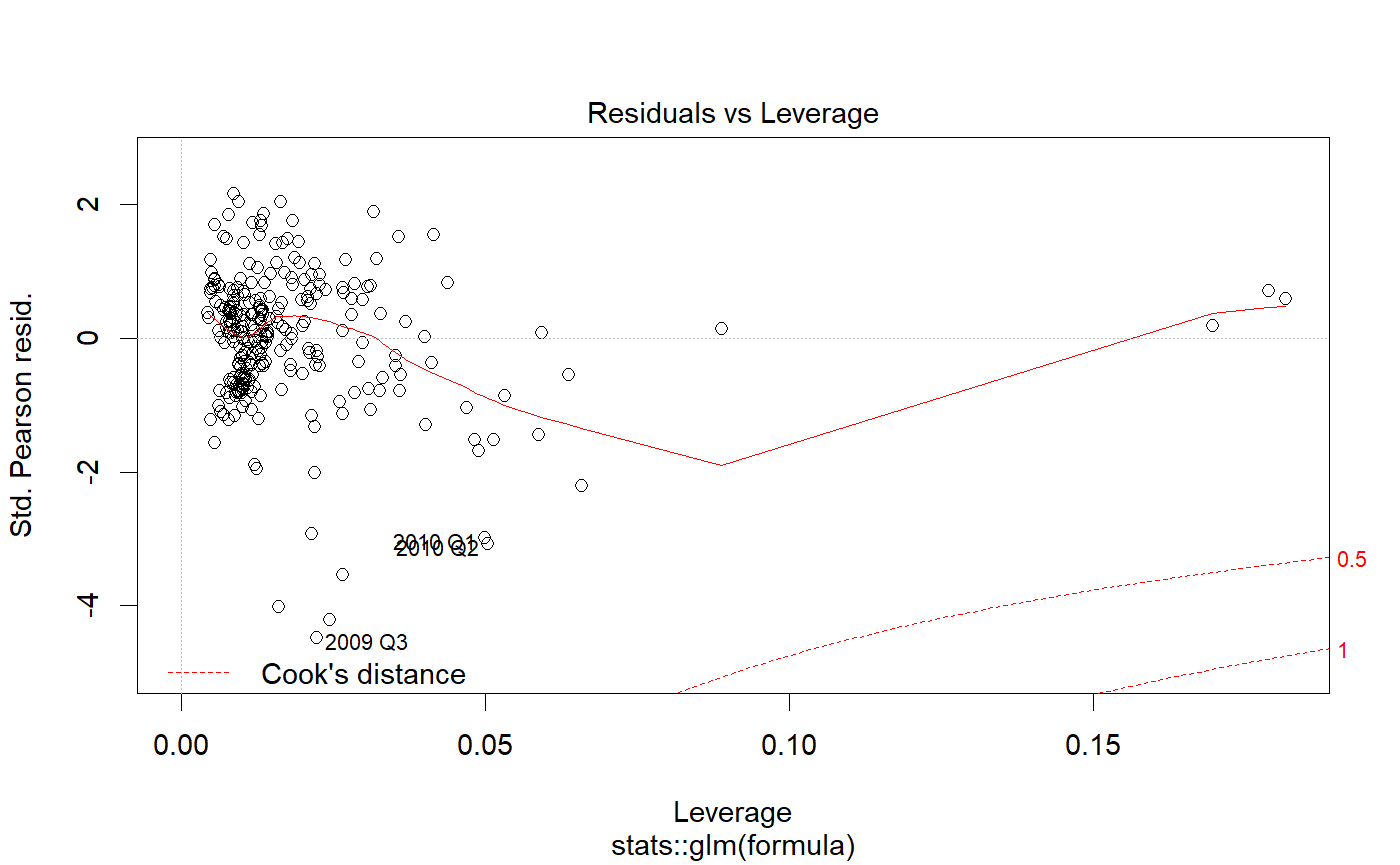 Residuals vs Leverage
Std. Pearson resid.
2
0
-2
-4
2010 Q1
2010 Q2
2009 Q3
Cook's distance
0.5
1
0.00 0.05 0.10 0.15
Leverage
stats::glm(formula)